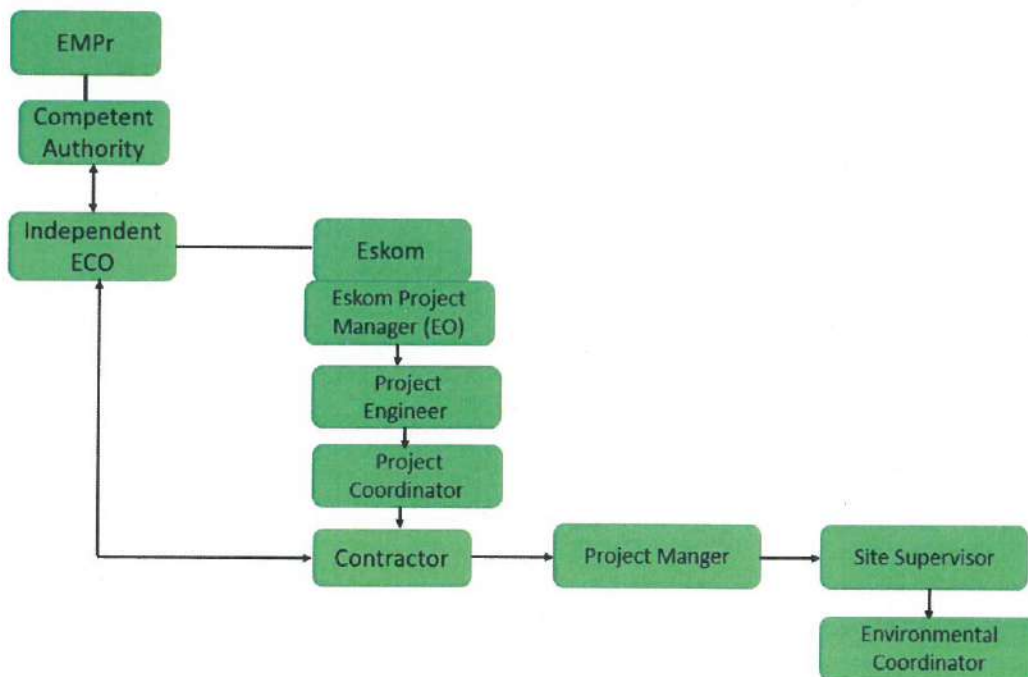 EMPr
Competent
Authority
Independent
ECO
Eskom
Eskom Project
Manager (EO)
Project
Engineer
Project
Coordinator
Contractor
Project Manger
Site Supervisor
Environmental
Coordinator